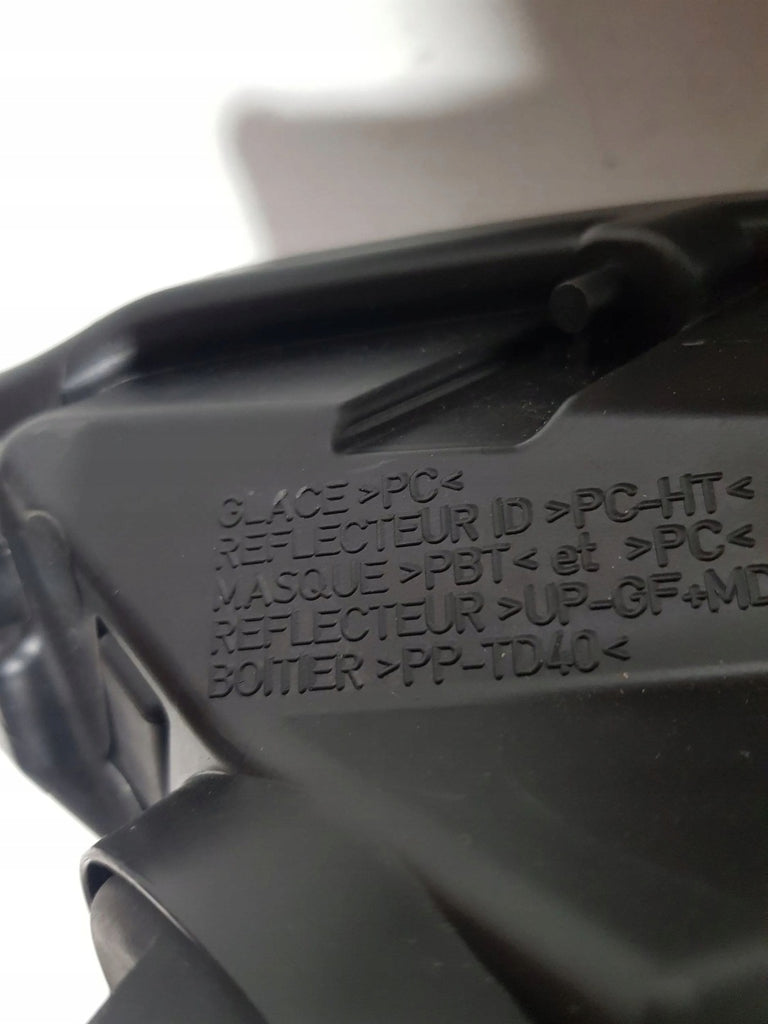 GLACE >PC<
REFLECTEUR ID >PC-HT<
MASQUE >PBT< et >PC<
REFLECTEUR >UP-GF+MD
BOITIER >PP-TD40<